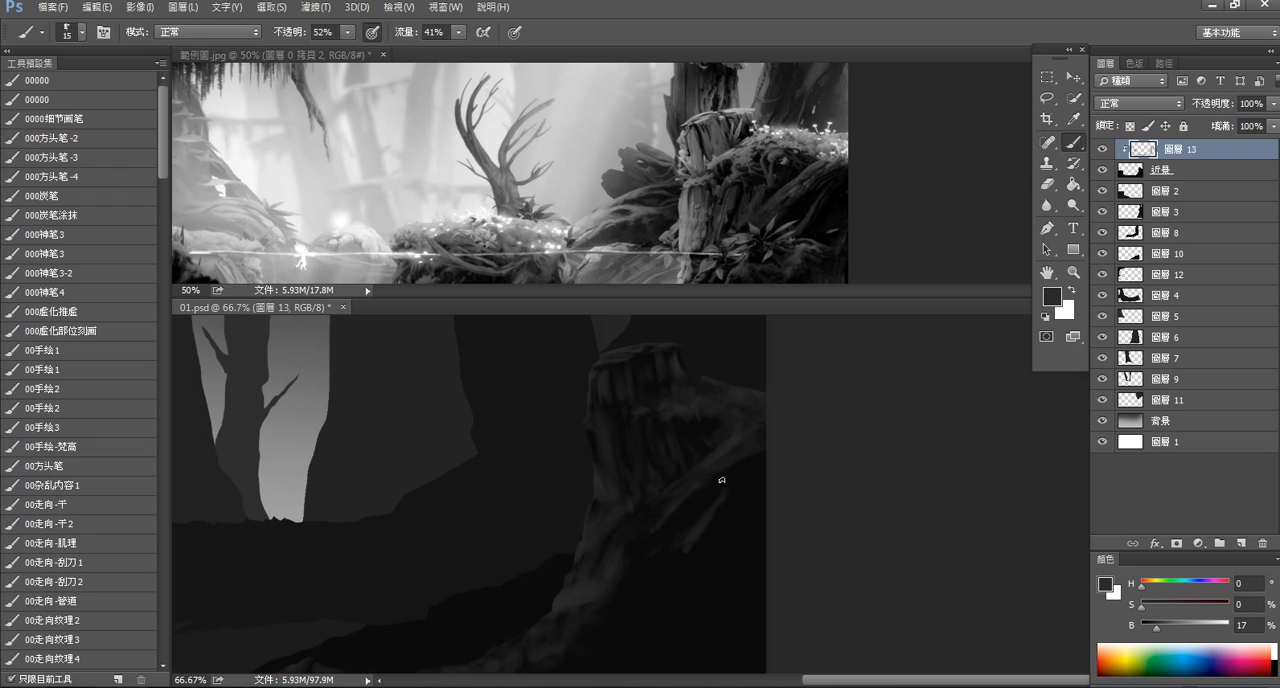 Ps 檔案(F) 編輯(E) 影像(I) 圖層(L) 文字(Y) 選取(S) 濾鏡(T) 3D(D) 檢視(V) 視窗(W) 說明(H)
15 模式: 正常 不透明: 52% 流量: 41% 基本功能
工具預設集
00000
00000
0000细节画笔
000方头笔-2
000方头笔-3
000方头笔-4
000炭笔
000炭笔涂抹
000神笔3
000神笔3
000神笔3-2
000神笔4
000虚化推虚
000虚化部位刻画
00手绘1
00手绘1
00手绘2
00手绘2
00手绘3
00手绘-梵高
00方头笔
00杂乱内容1
00走向-干
00走向-干2
00走向-肌理
00走向-刮刀1
00走向-刮刀2
00走向-管道
00走向纹理2
00走向纹理3
00走向纹理4
只限目前工具
範例圖.jpg @ 50% (圖層 0 拷貝 2, RGB/8#) * ×
50% 文件: 5.93M/17.8M
01.psd @ 66.7% (圖層 13, RGB/8) * ×
66.67% 文件: 5.93M/97.9M
圖層 色版 路徑
種類
正常 不透明度: 100%
鎖定: 填滿: 100%
圖層 13
近景
圖層 2
圖層 3
圖層 8
圖層 10
圖層 12
圖層 4
圖層 5
圖層 6
圖層 7
圖層 9
圖層 11
背景
圖層 1
fx
顏色
H 0 °
S 0 %
B 17 %